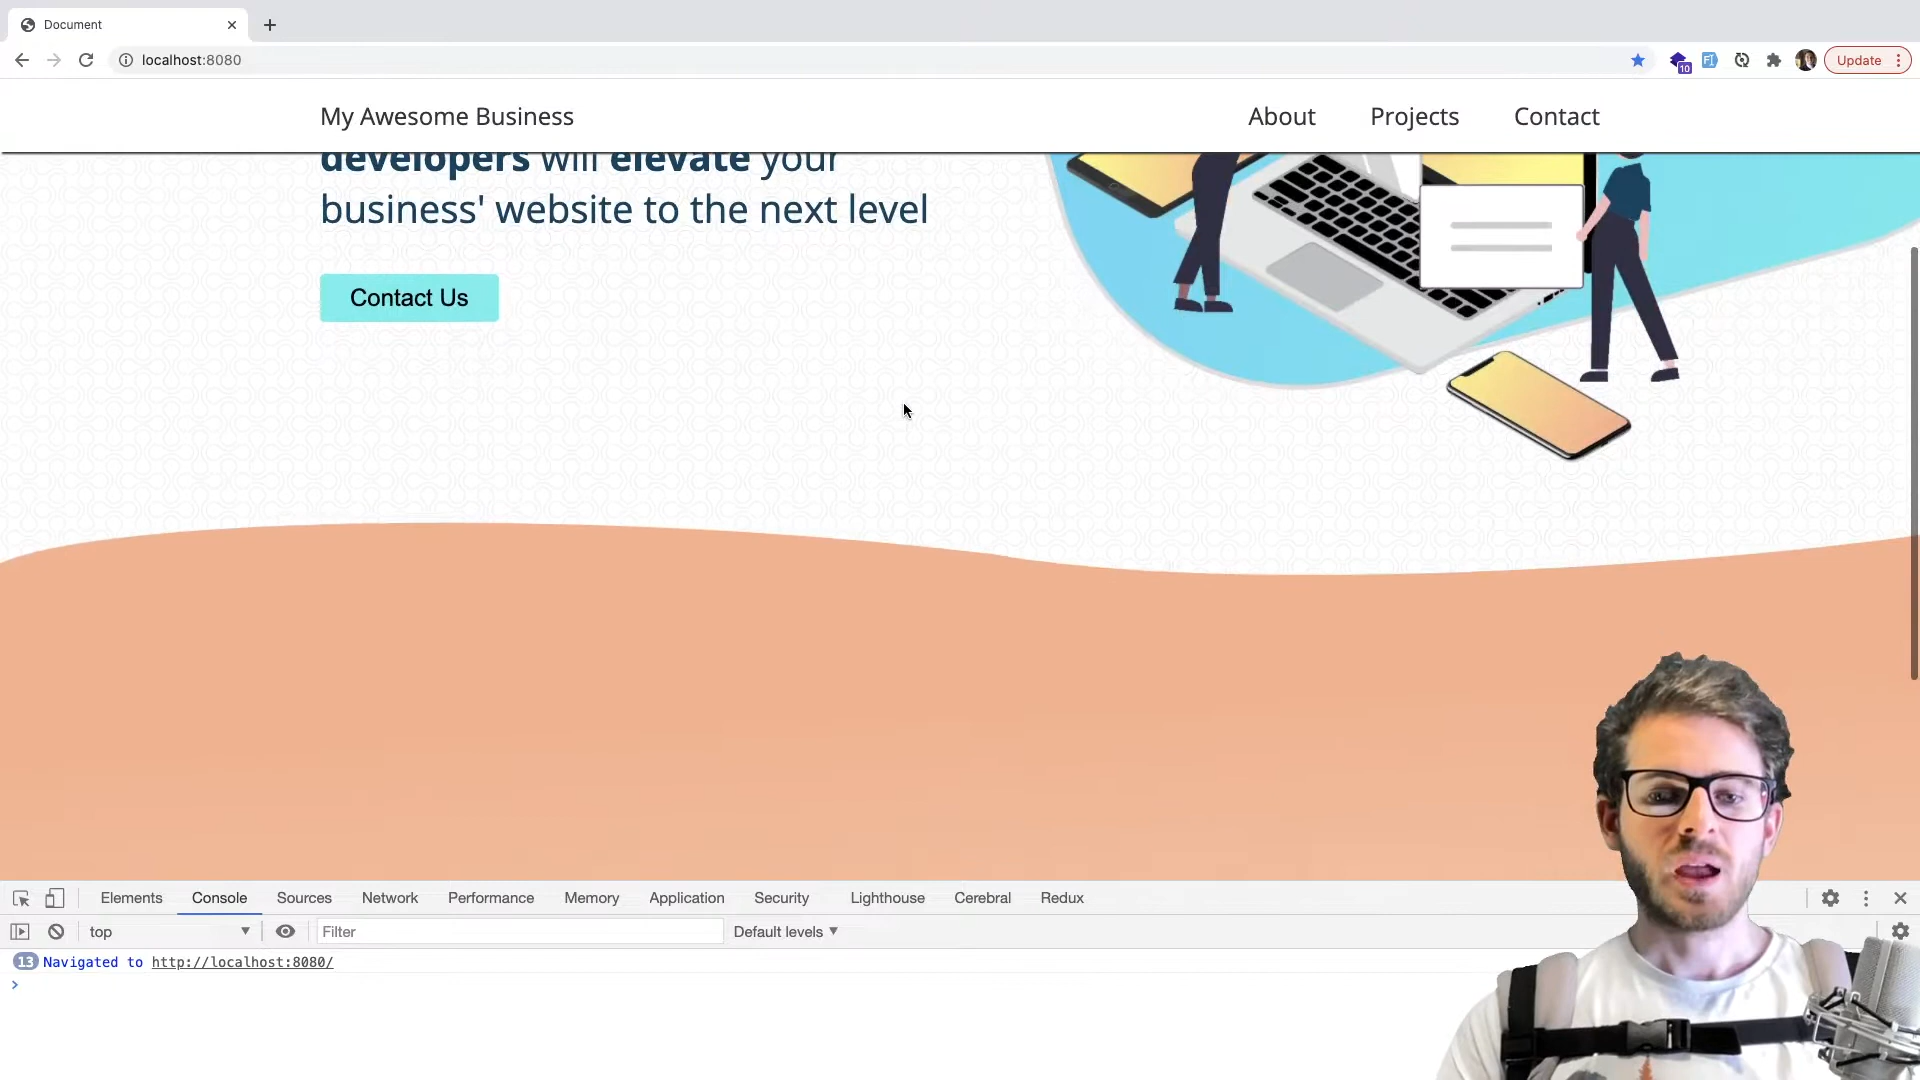 Document
localhost:8080
10
Update
My Awesome Business
About Projects Contact
developers will elevate your
business' website to the next level
Contact Us
Elements Console Sources Network Performance Memory Application Security Lighthouse Cerebral Redux
top
Filter
Default levels
13 Navigated to http://localhost:8080/